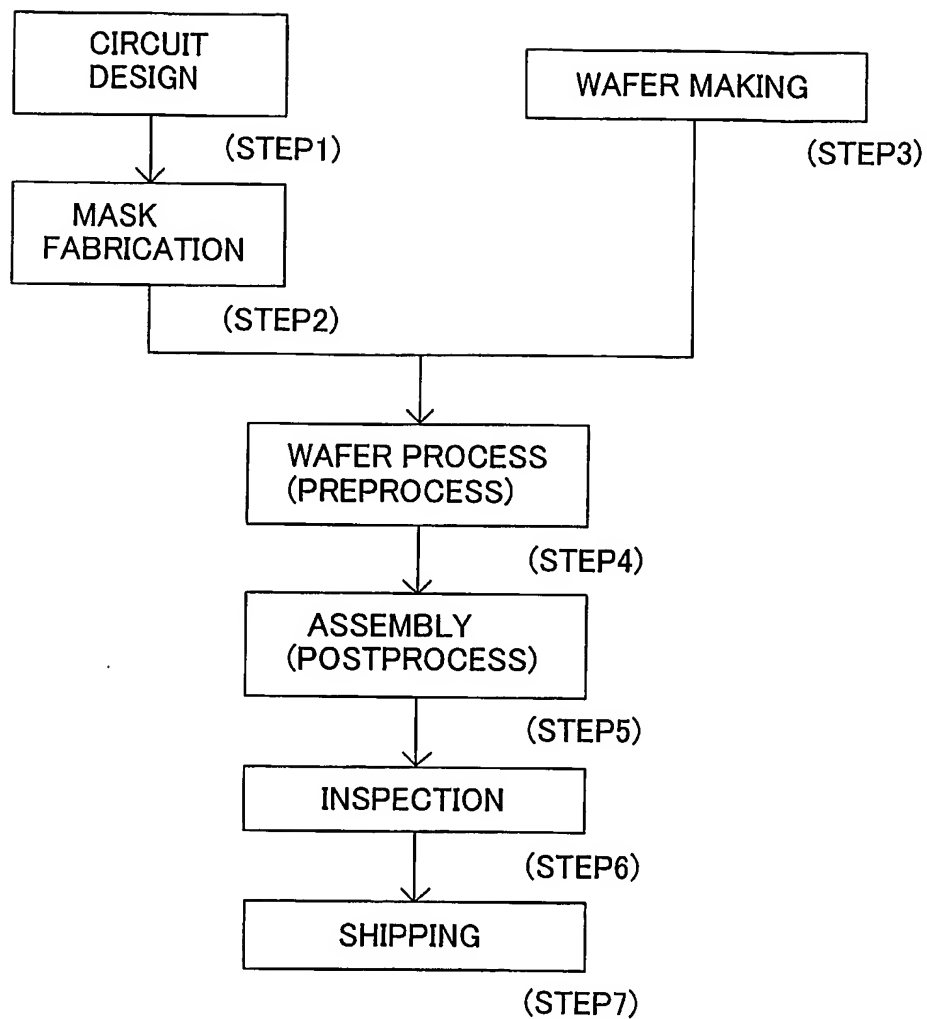 CIRCUIT
DESIGN
(STEP1)
WAFER MAKING
(STEP3)
MASK
FABRICATION
(STEP2)
WAFER PROCESS
(PREPROCESS)
(STEP4)
ASSEMBLY
(POSTPROCESS)
(STEP5)
INSPECTION
(STEP6)
SHIPPING
(STEP7)